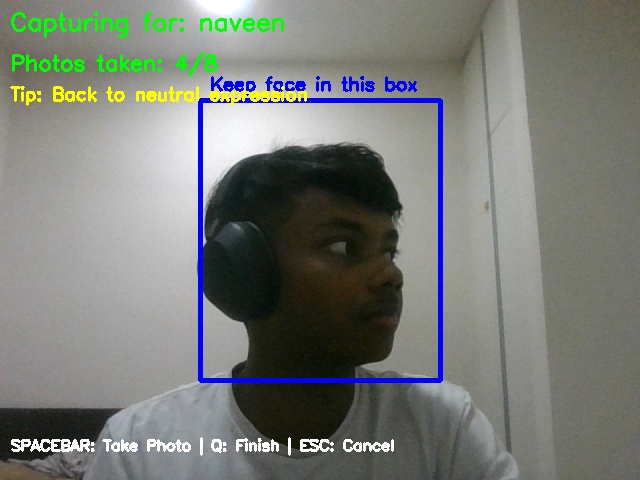 Capturing for: naveen
Photos taken: 4/8
Keep face in this box
Tip: Back to neutral expression
SPACEBAR: Take Photo | Q: Finish | ESC: Cancel